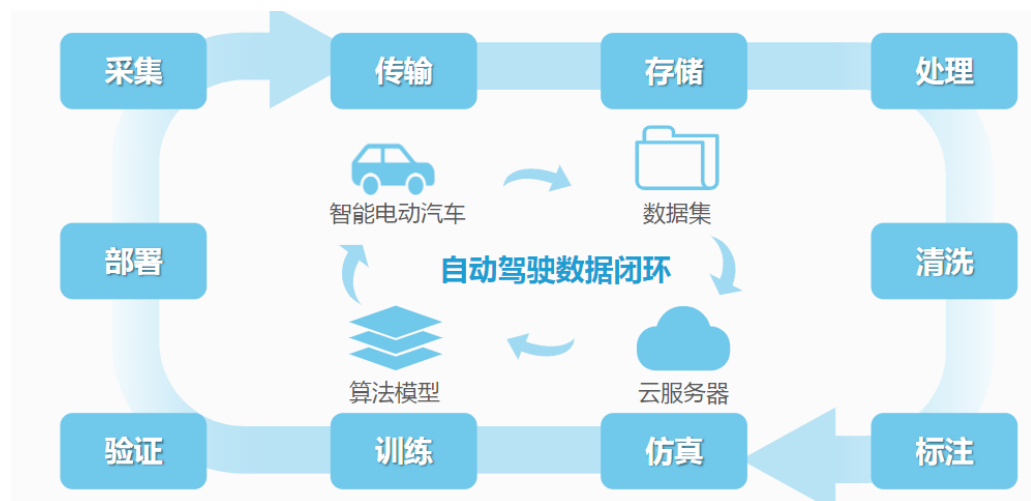 采集
传输
存储
处理
智能电动汽车
数据集
部署
自动驾驶数据闭环
清洗
算法模型
云服务器
验证
训练
仿真
标注